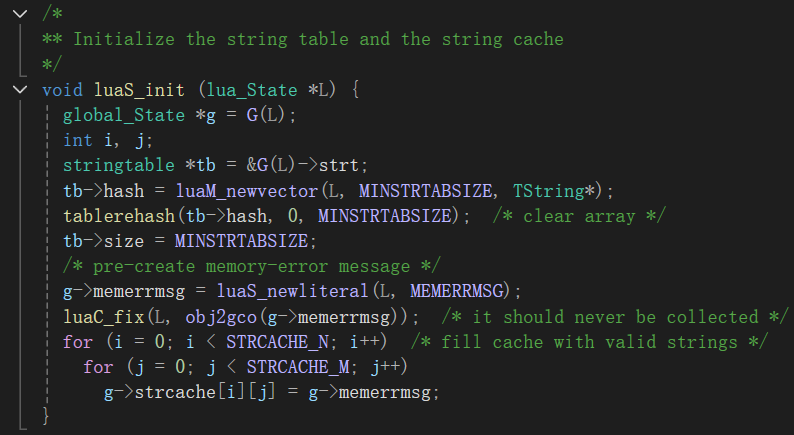 /*
** Initialize the string table and the string cache
*/
void luaS_init (lua_State *L) {
  global_State *g = G(L);
  int i, j;
  stringtable *tb = &G(L)->strt;
  tb->hash = luaM_newvector(L, MINSTRTABSIZE, TString*);
  tablerehash(tb->hash, 0, MINSTRTABSIZE);  /* clear array */
  tb->size = MINSTRTABSIZE;
  /* pre-create memory-error message */
  g->memerrmsg = luaS_newliteral(L, MEMERRMSG);
  luaC_fix(L, obj2gco(g->memerrmsg));  /* it should never be collected */
  for (i = 0; i < STRCACHE_N; i++)  /* fill cache with valid strings */
    for (j = 0; j < STRCACHE_M; j++)
      g->strcache[i][j] = g->memerrmsg;
}